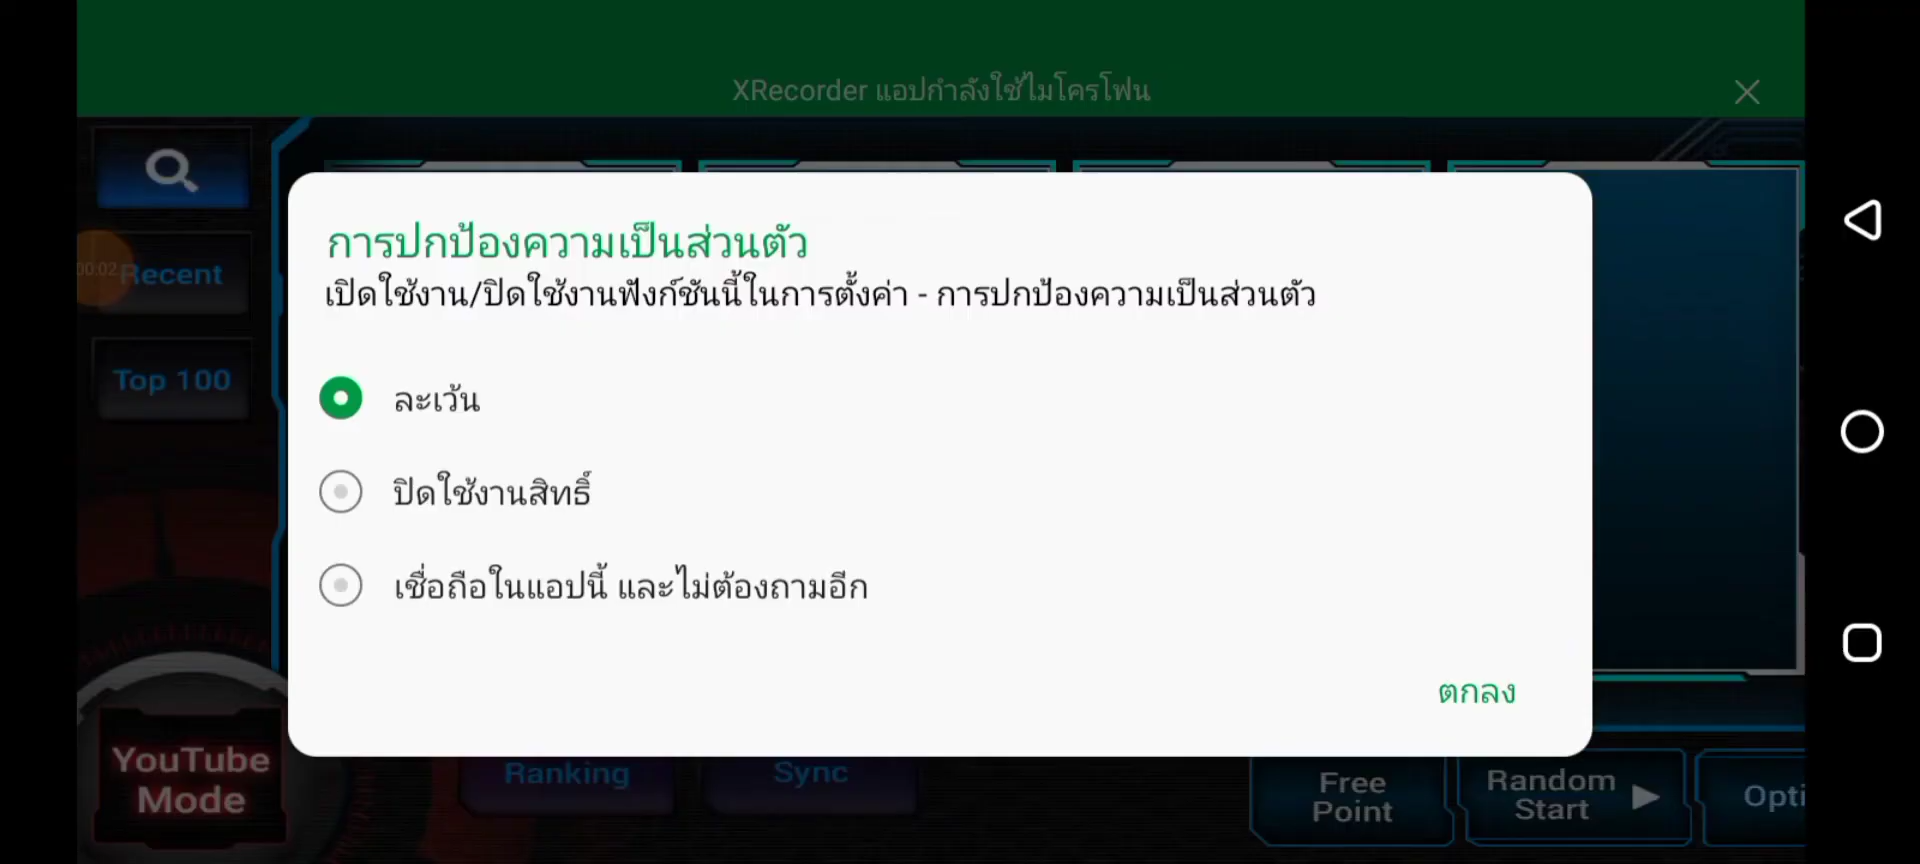 XRecorder แอปกำลังใช้ไมโครโฟน
การปกป้องความเป็นส่วนตัว
เปิดใช้งาน/ปิดใช้งานฟังก์ชันนี้ในการตั้งค่า - การปกป้องความเป็นส่วนตัว
00:02
Recent
ละเว้น
Top 100
ปิดใช้งานสิทธิ์
เชื่อถือในแอปนี้ และไม่ต้องถามอีก
ตกลง
YouTube
Mode
Ranking
Sync
Free
Point
Random
Start
Opti